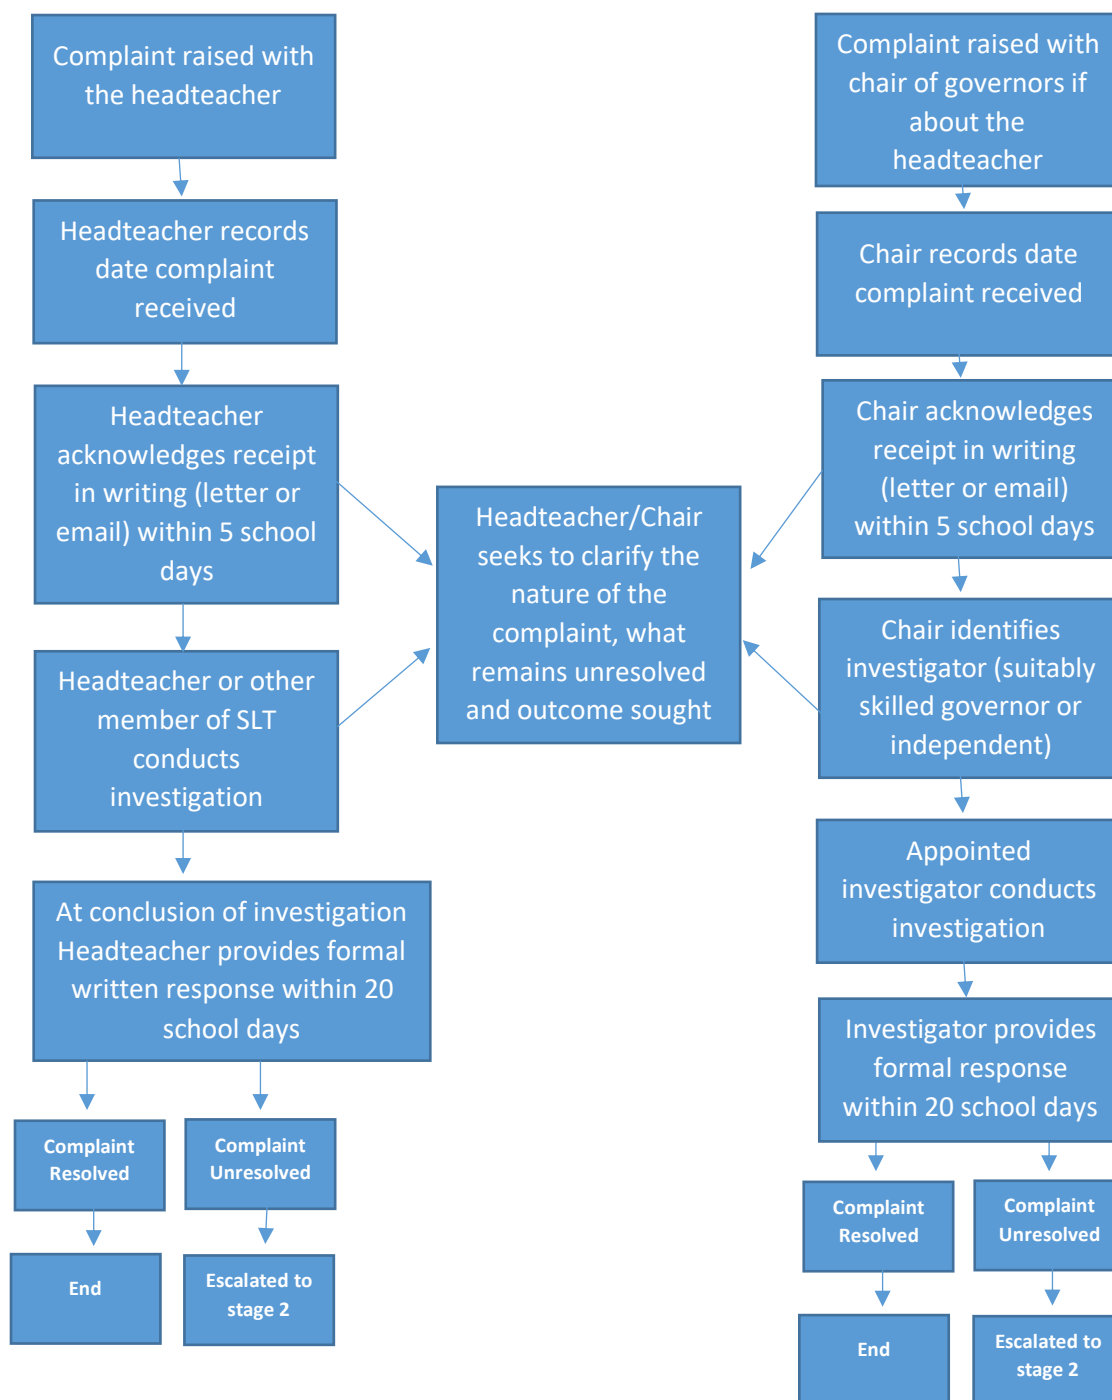 Complaint raised with
the headteacher
Headteacher records
date complaint
received
Headteacher
acknowledges receipt
in writing (letter or
email) within 5 school
days
Headteacher or other
member of SLT
conducts
investigation
At conclusion of investigation
Headteacher provides formal
written response within 20
school days
Complaint
Resolved
Complaint
Unresolved
End
Escalated to
stage 2
Headteacher/Chair
seeks to clarify the
nature of the
complaint, what
remains unresolved
and outcome sought
Complaint raised with
chair of governors if
about the
headteacher
Chair records date
complaint received
Chair acknowledges
receipt in writing
(letter or email)
within 5 school days
Chair identifies
investigator (suitably
skilled governor or
independent)
Appointed
investigator conducts
investigation
Investigator provides
formal response
within 20 school days
Complaint
Resolved
Complaint
Unresolved
End
Escalated to
stage 2